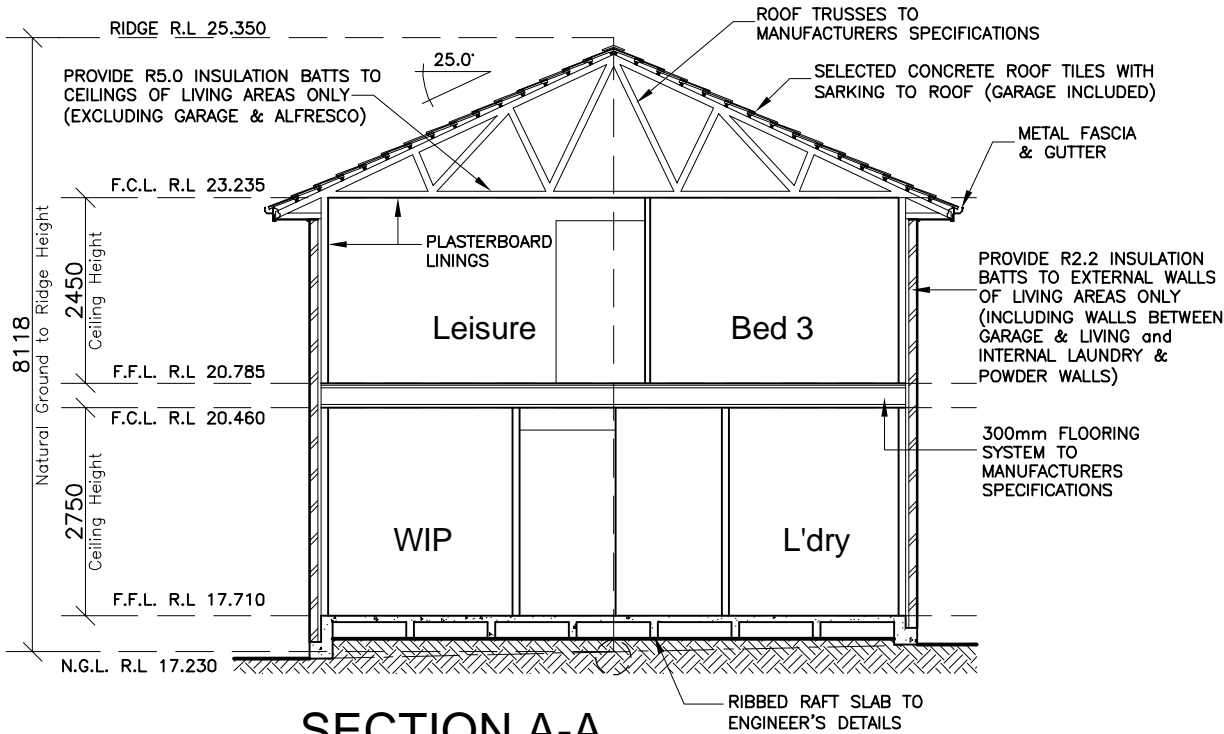 RIDGE R.L 25.350
25.0°
ROOF TRUSSES TO
MANUFACTURERS SPECIFICATIONS
PROVIDE R5.0 INSULATION BATTS TO
CEILINGS OF LIVING AREAS ONLY
(EXCLUDING GARAGE & ALFRESCO)
SELECTED CONCRETE ROOF TILES WITH
SARKING TO ROOF (GARAGE INCLUDED)
METAL FASCIA
& GUTTER
F.C.L. R.L 23.235
8118
Natural Ground to Ridge Height
2450
Ceiling Height
PLASTERBOARD
LININGS
Leisure
Bed 3
PROVIDE R2.2 INSULATION
BATTS TO EXTERNAL WALLS
OF LIVING AREAS ONLY
(INCLUDING WALLS BETWEEN
GARAGE & LIVING and
INTERNAL LAUNDRY &
POWDER WALLS)
F.F.L. R.L 20.785
F.C.L. R.L 20.460
300mm FLOORING
SYSTEM TO
MANUFACTURERS
SPECIFICATIONS
2750
Ceiling Height
WIP
L'dry
F.F.L. R.L 17.710
N.G.L. R.L 17.230
RIBBED RAFT SLAB TO
ENGINEER'S DETAILS
SECTION A-A